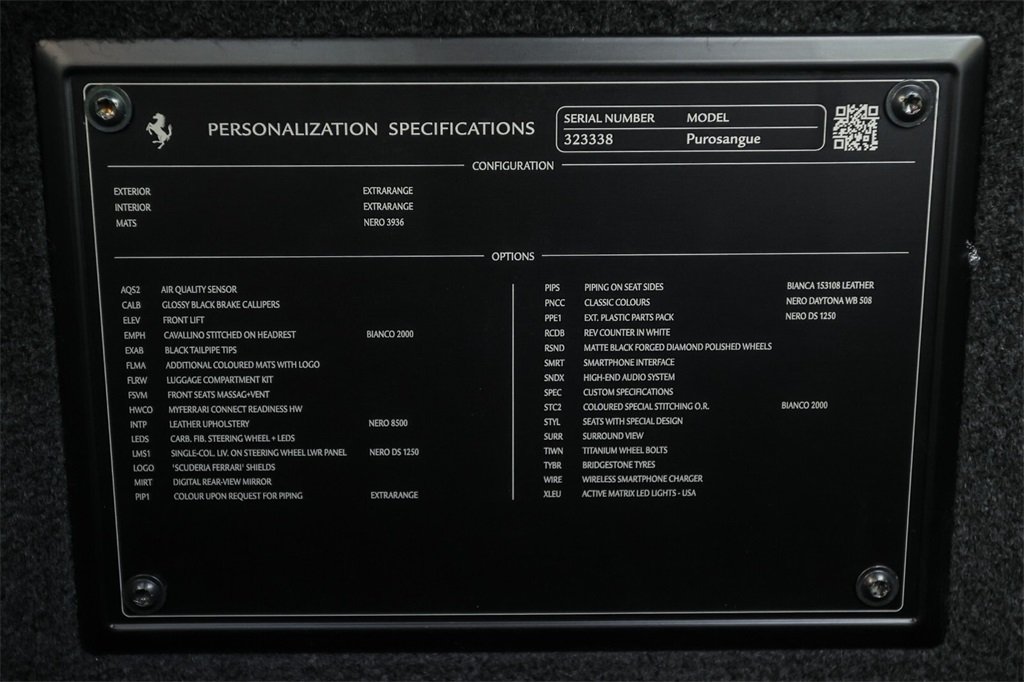 PERSONALIZATION SPECIFICATIONS
SERIAL NUMBER MODEL
323338 Purosangue
CONFIGURATION
EXTERIOR EXTRARANGE
INTERIOR EXTRARANGE
MATS NERO 3936
OPTIONS
AQS2 AIR QUALITY SENSOR
CALB GLOSSY BLACK BRAKE CALLIPERS
ELEV FRONT LIFT
EMPH CAVALLINO STITCHED ON HEADREST BIANCO 2000
EXAB BLACK TAILPIPE TIPS
FLMA ADDITIONAL COLOURED MATS WITH LOGO
FLRW LUGGAGE COMPARTMENT KIT
FSVM FRONT SEATS MASSAG+VENT
HWCO MYFERRARI CONNECT READINESS HW
INTP LEATHER UPHOLSTERY NERO 8500
LEDS CARB. FIB. STEERING WHEEL + LEDS
LMS1 SINGLE-COL. LIV. ON STEERING WHEEL LWR PANEL NERO DS 1250
LOGO 'SCUDERIA FERRARI' SHIELDS
MIRT DIGITAL REAR-VIEW MIRROR
PIP1 COLOUR UPON REQUEST FOR PIPING EXTRARANGE
PIPS PIPING ON SEAT SIDES BIANCA 153108 LEATHER
PNCC CLASSIC COLOURS NERO DAYTONA WB 508
PPE1 EXT. PLASTIC PARTS PACK NERO DS 1250
RCDB REV COUNTER IN WHITE
RSND MATTE BLACK FORGED DIAMOND POLISHED WHEELS
SMRT SMARTPHONE INTERFACE
SNDX HIGH-END AUDIO SYSTEM
SPEC CUSTOM SPECIFICATIONS
STC2 COLOURED SPECIAL STITCHING O.R. BIANCO 2000
STYL SEATS WITH SPECIAL DESIGN
SURR SURROUND VIEW
TIWN TITANIUM WHEEL BOLTS
TYBR BRIDGESTONE TYRES
WIRE WIRELESS SMARTPHONE CHARGER
XLEU ACTIVE MATRIX LED LIGHTS - USA